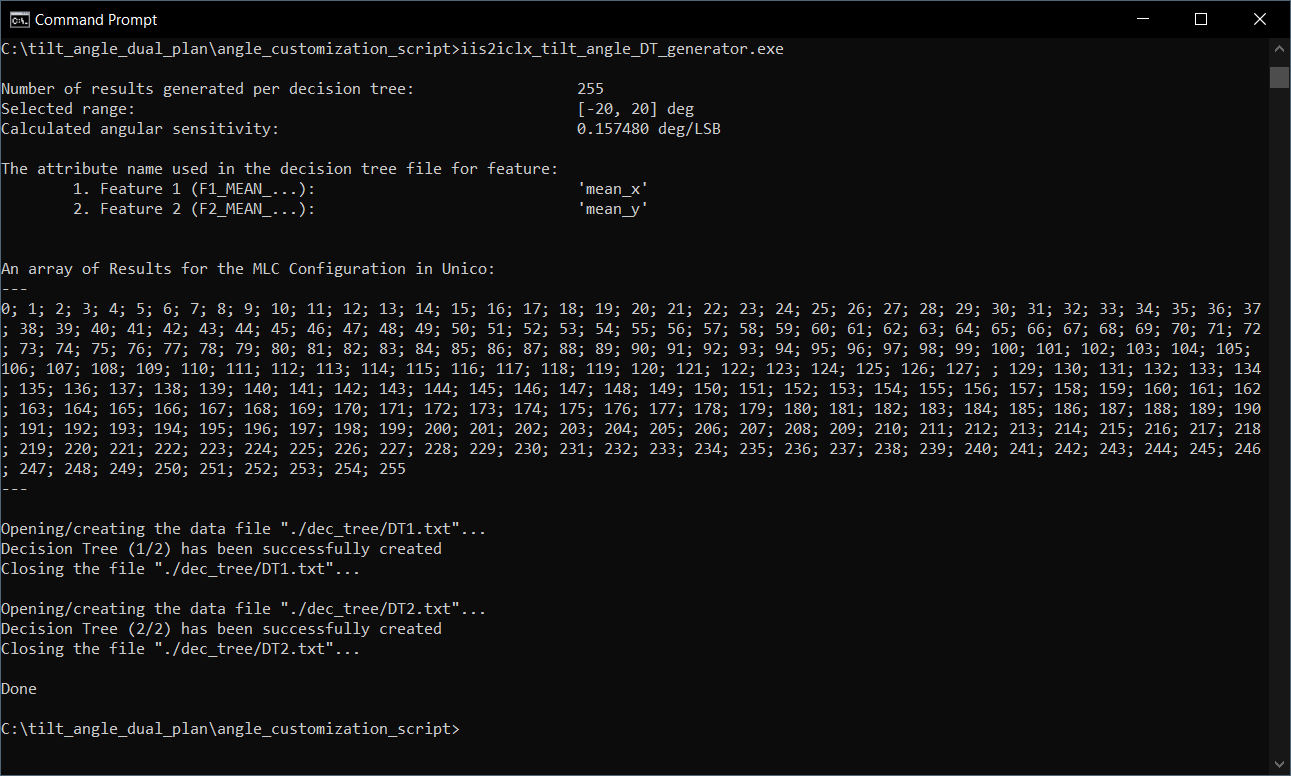 Command Prompt
C:\tilt_angle_dual_plan\angle_customization_script>iis2iclx_tilt_angle_DT_generator.exe
Number of results generated per decision tree: 255
Selected range: [-20, 20] deg
Calculated angular sensitivity: 0.157480 deg/LSB
The attribute name used in the decision tree file for feature:
1. Feature 1 (F1_MEAN_...): 'mean_x'
2. Feature 2 (F2_MEAN_...): 'mean_y'
An array of Results for the MLC Configuration in Unico:
---
0; 1; 2; 3; 4; 5; 6; 7; 8; 9; 10; 11; 12; 13; 14; 15; 16; 17; 18; 19; 20; 21; 22; 23; 24; 25; 26; 27; 28; 29; 30; 31; 32; 33; 34; 35; 36; 37
; 38; 39; 40; 41; 42; 43; 44; 45; 46; 47; 48; 49; 50; 51; 52; 53; 54; 55; 56; 57; 58; 59; 60; 61; 62; 63; 64; 65; 66; 67; 68; 69; 70; 71; 72
; 73; 74; 75; 76; 77; 78; 79; 80; 81; 82; 83; 84; 85; 86; 87; 88; 89; 90; 91; 92; 93; 94; 95; 96; 97; 98; 99; 100; 101; 102; 103; 104; 105;
106; 107; 108; 109; 110; 111; 112; 113; 114; 115; 116; 117; 118; 119; 120; 121; 122; 123; 124; 125; 126; 127; ; 129; 130; 131; 132; 133; 134
; 135; 136; 137; 138; 139; 140; 141; 142; 143; 144; 145; 146; 147; 148; 149; 150; 151; 152; 153; 154; 155; 156; 157; 158; 159; 160; 161; 162
; 163; 164; 165; 166; 167; 168; 169; 170; 171; 172; 173; 174; 175; 176; 177; 178; 179; 180; 181; 182; 183; 184; 185; 186; 187; 188; 189; 190
; 191; 192; 193; 194; 195; 196; 197; 198; 199; 200; 201; 202; 203; 204; 205; 206; 207; 208; 209; 210; 211; 212; 213; 214; 215; 216; 217; 218
; 219; 220; 221; 222; 223; 224; 225; 226; 227; 228; 229; 230; 231; 232; 233; 234; 235; 236; 237; 238; 239; 240; 241; 242; 243; 244; 245; 246
; 247; 248; 249; 250; 251; 252; 253; 254; 255
---
Opening/creating the data file "./dec_tree/DT1.txt"...
Decision Tree (1/2) has been successfully created
Closing the file "./dec_tree/DT1.txt"...
Opening/creating the data file "./dec_tree/DT2.txt"...
Decision Tree (2/2) has been successfully created
Closing the file "./dec_tree/DT2.txt"...
Done
C:\tilt_angle_dual_plan\angle_customization_script>